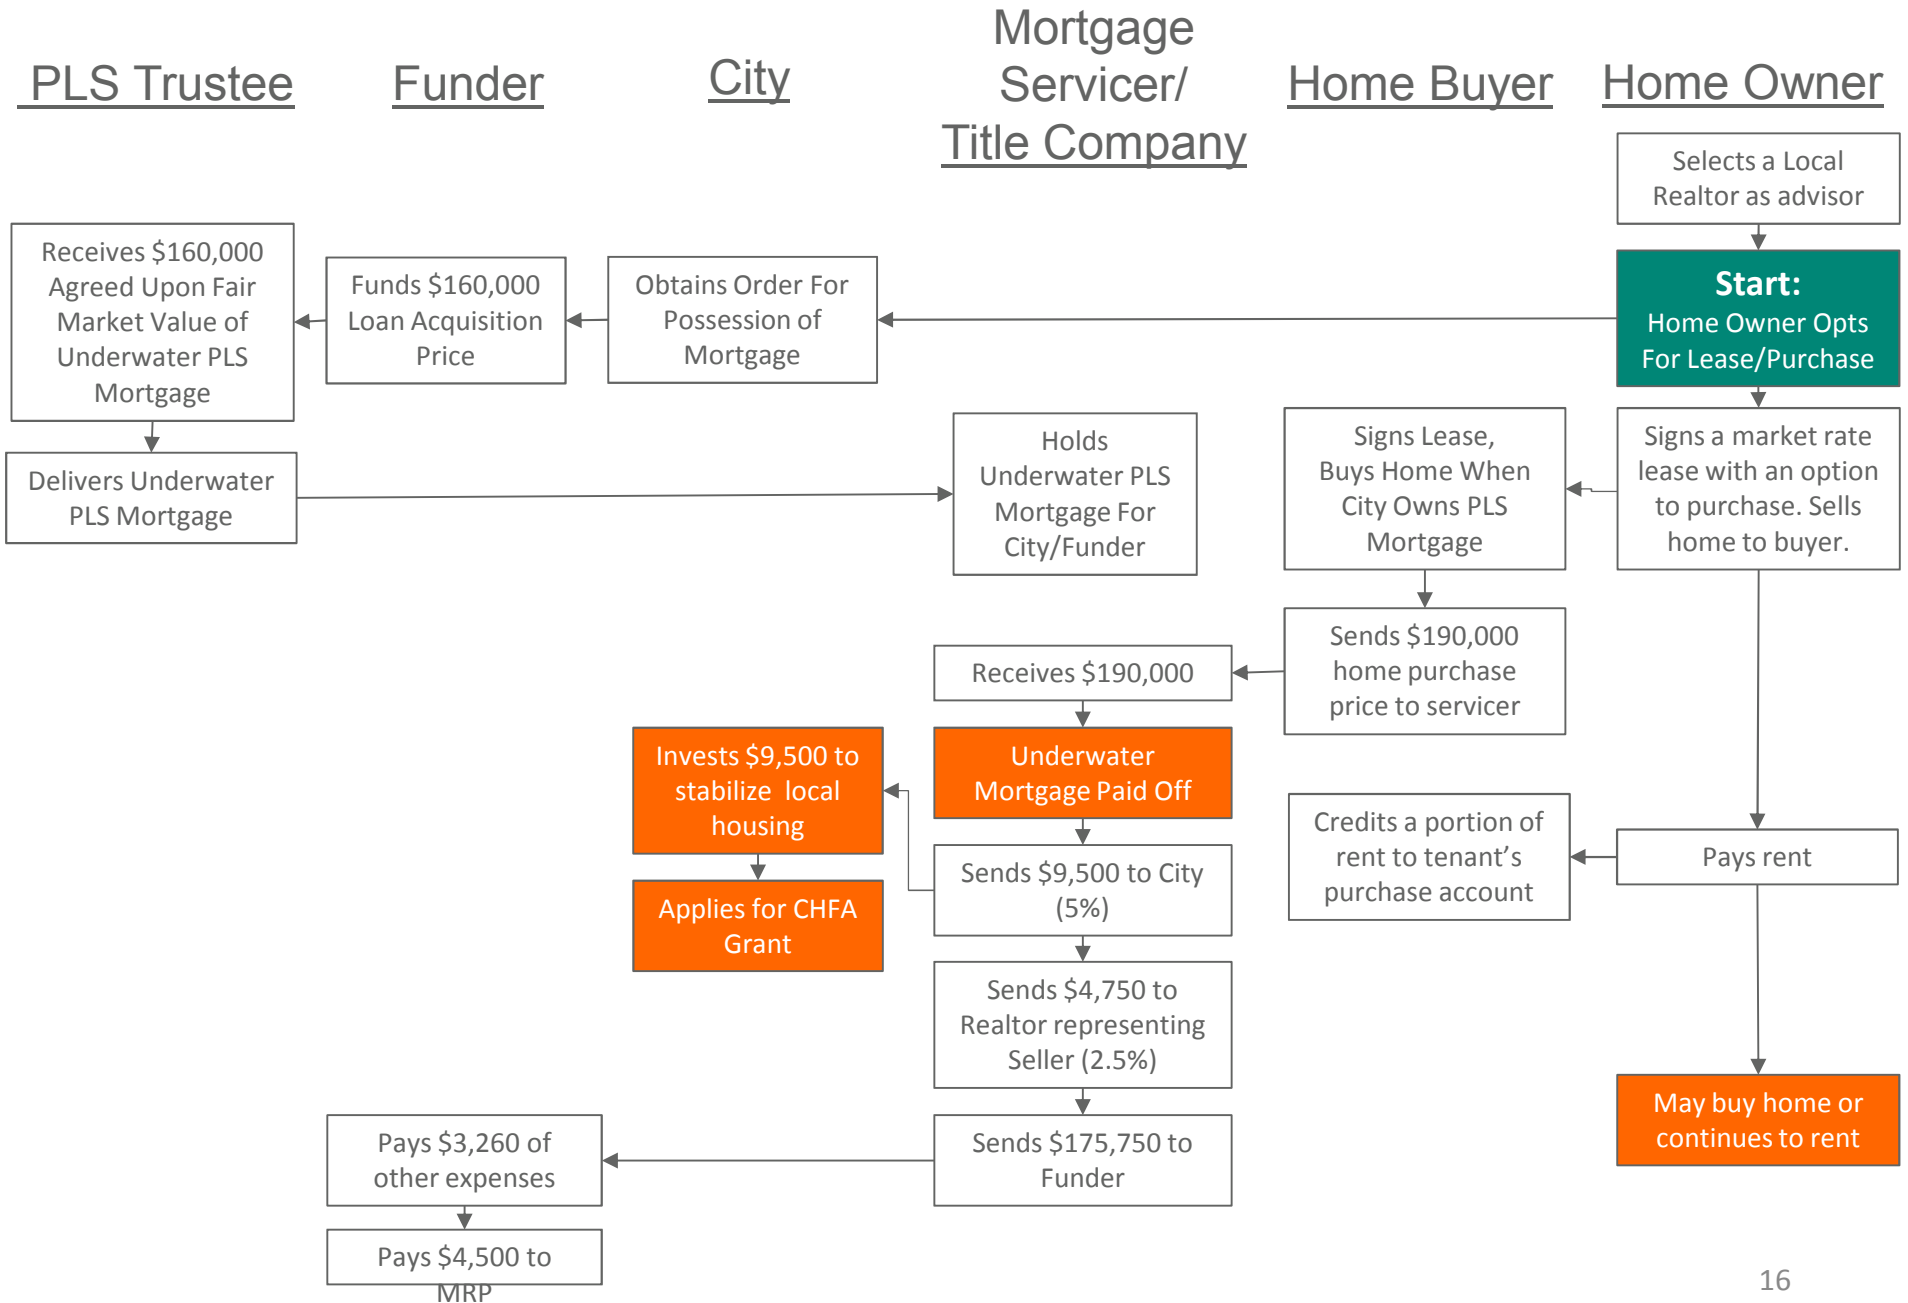 PLS Trustee
Funder
City
Mortgage
Servicer/
Title Company
Home Buyer
Home Owner
Selects a Local
Realtor as advisor
Start:
Home Owner Opts
For Lease/Purchase
Obtains Order For
Possession of
Mortgage
Funds $160,000
Loan Acquisition
Price
Receives $160,000
Agreed Upon Fair
Market Value of
Underwater PLS
Mortgage
Delivers Underwater
PLS Mortgage
Holds
Underwater PLS
Mortgage For
City/Funder
Signs Lease,
Buys Home When
City Owns PLS
Mortgage
Signs a market rate
lease with an option
to purchase. Sells
home to buyer.
Sends $190,000
home purchase
price to servicer
Receives $190,000
Underwater
Mortgage Paid Off
Invests $9,500 to
stabilize local
housing
Applies for CHFA
Grant
Sends $9,500 to City
(5%)
Credits a portion of
rent to tenant’s
purchase account
Pays rent
Sends $4,750 to
Realtor representing
Seller (2.5%)
Sends $175,750 to
Funder
Pays $3,260 of
other expenses
Pays $4,500 to
MRP
May buy home or
continues to rent
16